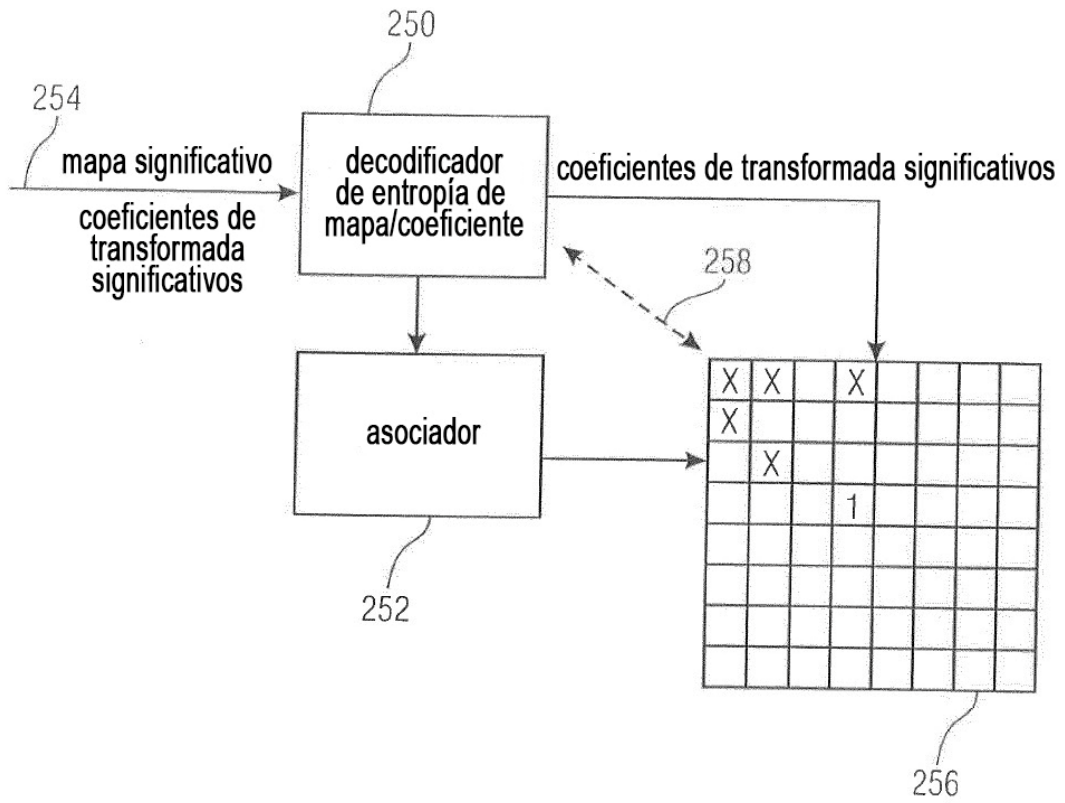 250
254
mapa significativo
coeficientes de
transformada
significativos
decodificador
de entropía de
mapa/coeficiente
coeficientes de transformada significativos
258
asociador
252
X X X
X
X
1
256